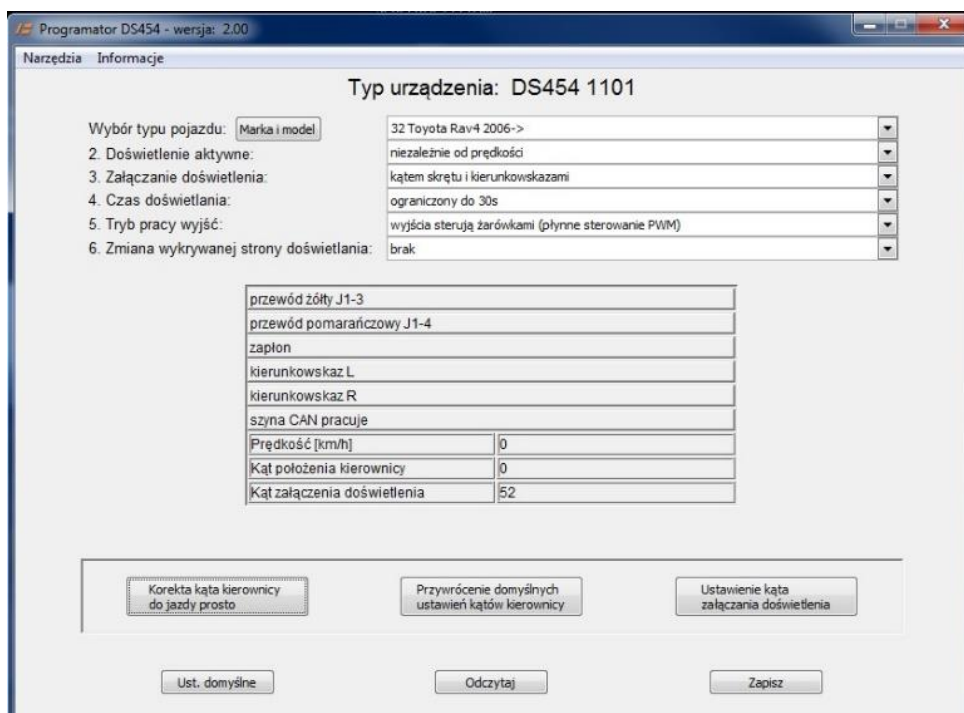 Programator DS454 - wersja: 2.00
Narzędzia Informacje
Typ urządzenia: DS454 1101
Wybór typu pojazdu: Marka i model 32 Toyota Rav4 2006->
2. Doświetlenie aktywne: niezależnie od prędkości
3. Załączanie doświetlenia: kątem skrętu i kierunkowskazami
4. Czas doświetlania: ograniczony do 30s
5. Tryb pracy wyjść: wyjścia sterują żarówkami (płynne sterowanie PWM)
6. Zmiana wykrywanej strony doświetlania: brak
przewód żółty J1-3
przewód pomarańczowy J1-4
zapłon
kierunkowskaz L
kierunkowskaz R
szyna CAN pracuje
Prędkość [km/h] 0
Kąt położenia kierownicy 0
Kąt załączenia doświetlenia 52
Korekta kąta kierownicy
do jazdy prosto
Przywrócenie domyślnych
ustawień kątów kierownicy
Ustawienie kąta
załączania doświetlenia
Ust. domyślne Odczytaj Zapisz